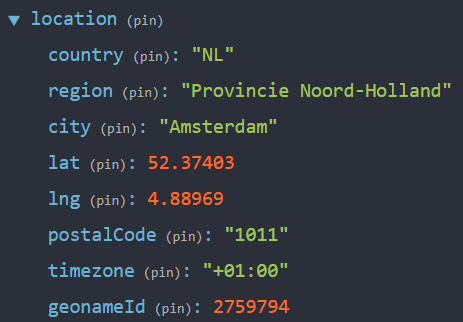 ▼ location (pin)
country (pin): "NL"
region (pin): "Provincie Noord-Holland"
city (pin): "Amsterdam"
lat (pin): 52.37403
lng (pin): 4.88969
postalCode (pin): "1011"
timezone (pin): "+01:00"
geonameId (pin): 2759794